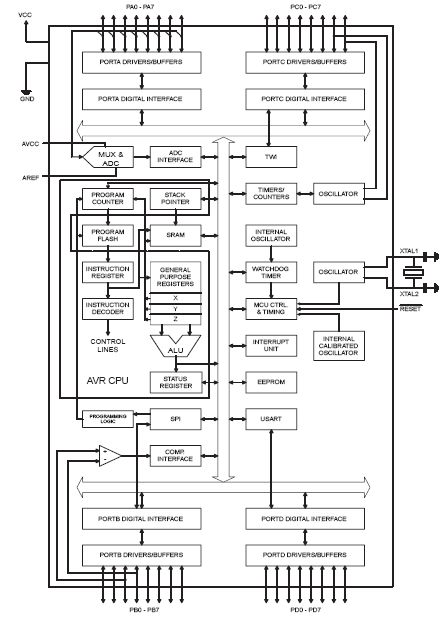 PA0 - PA7
PC0 - PC7
VCC
PORTA DRIVERS/BUFFERS
PORTC DRIVERS/BUFFERS
GND
PORTA DIGITAL INTERFACE
PORTC DIGITAL INTERFACE
AVCC
MUX &
ADC
ADC
INTERFACE
TWI
AREF
PROGRAM
COUNTER
STACK
POINTER
TIMERS/
COUNTERS
OSCILLATOR
PROGRAM
FLASH
SRAM
INTERNAL
OSCILLATOR
XTAL1
INSTRUCTION
REGISTER
GENERAL
PURPOSE
REGISTERS
WATCHDOG
TIMER
OSCILLATOR
XTAL2
X
INSTRUCTION
DECODER
Y
MCU CTRL.
& TIMING
RESET
Z
CONTROL
LINES
ALU
INTERRUPT
UNIT
INTERNAL
CALIBRATED
OSCILLATOR
AVR CPU
STATUS
REGISTER
EEPROM
PROGRAMMING
LOGIC
SPI
USART
+
-
COMP.
INTERFACE
PORTB DIGITAL INTERFACE
PORTD DIGITAL INTERFACE
PORTB DRIVERS/BUFFERS
PORTD DRIVERS/BUFFERS
PB0 - PB7
PD0 - PD7